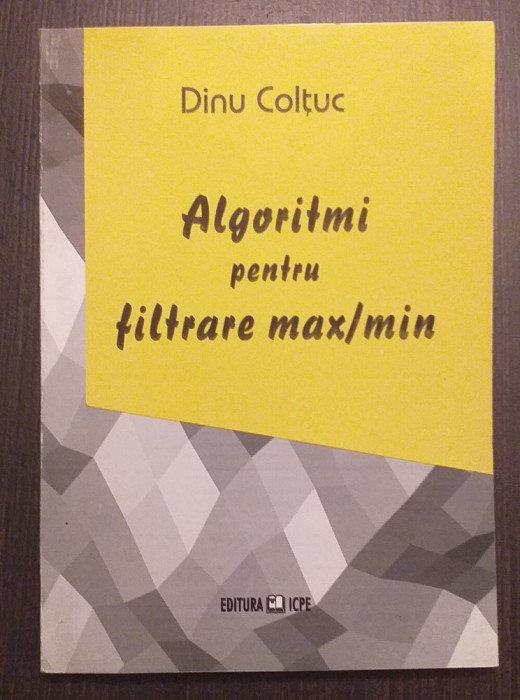 Dinu Colțuc
Algoritmi
pentru
filtrare max/min
EDITURA ICPE